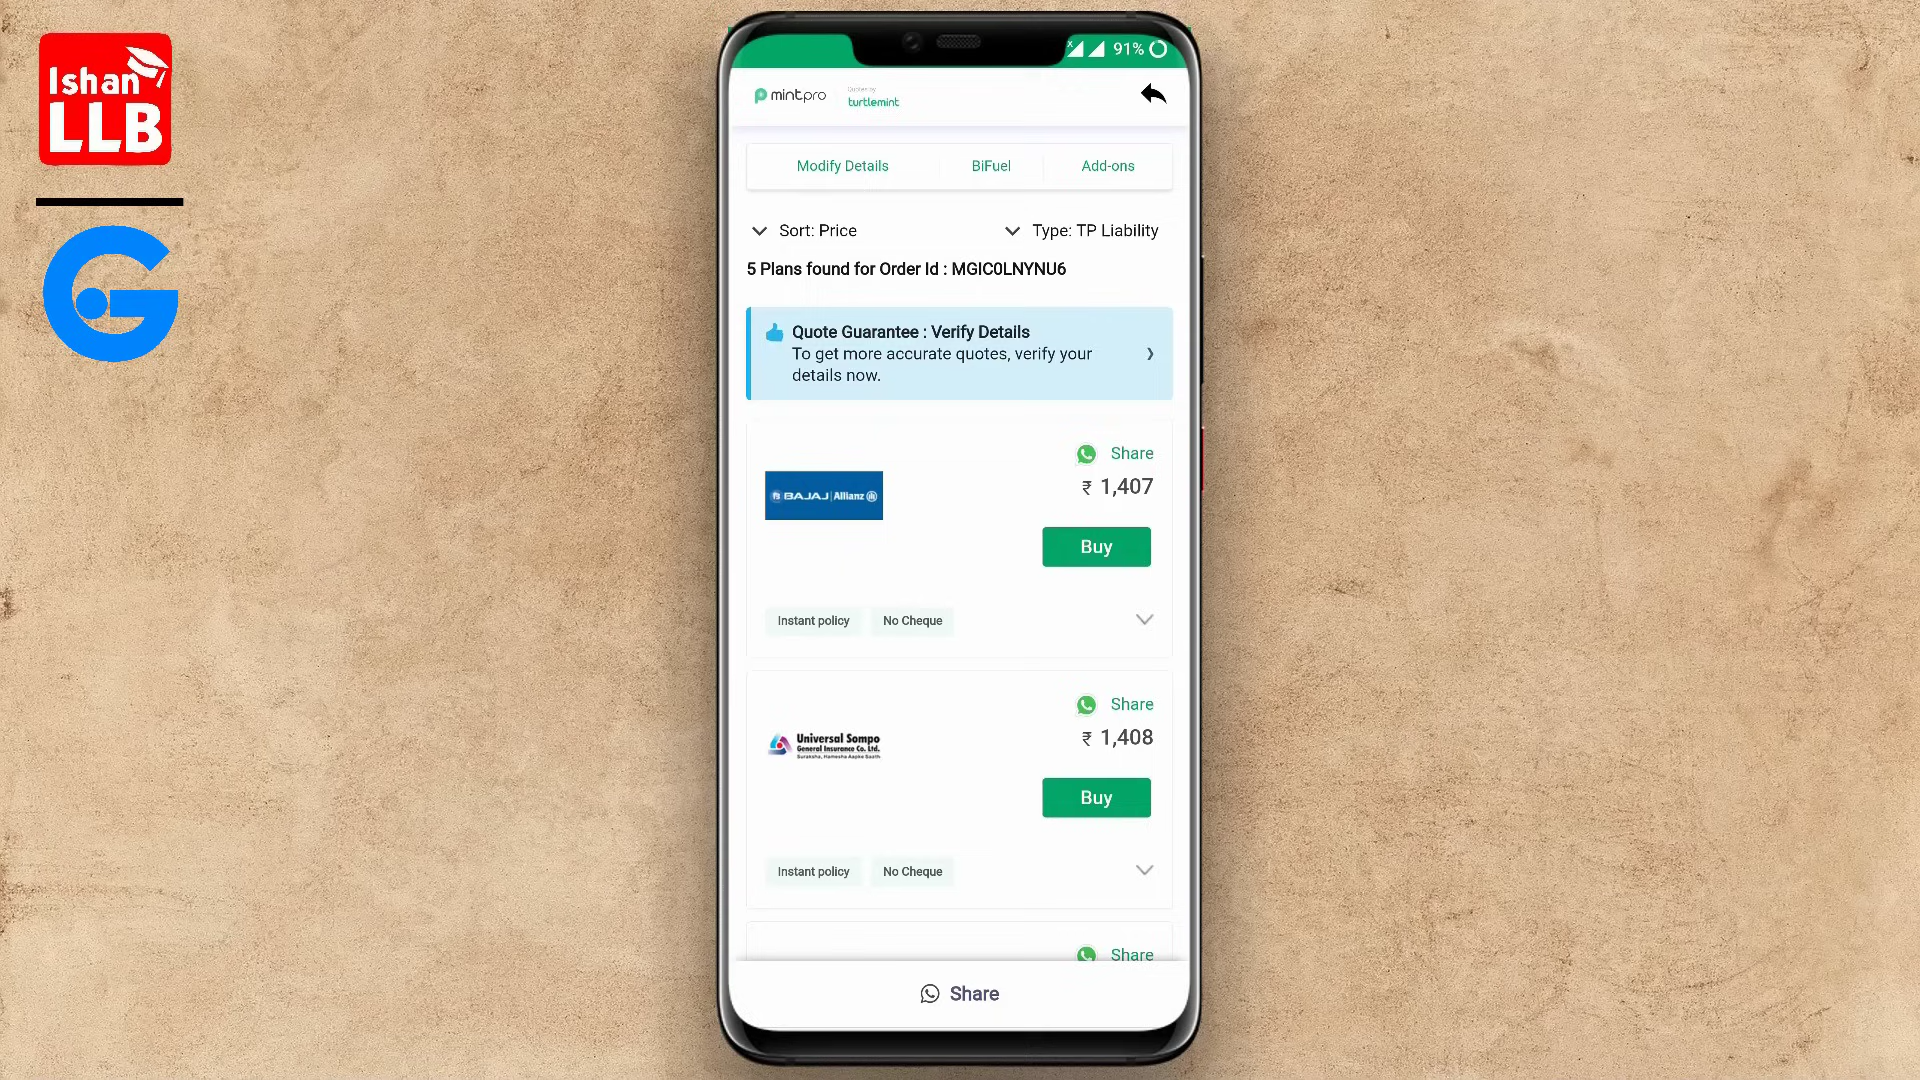 Ishan
LLB
91%
mintpro
Quotes by
turtlemint
Modify Details
BiFuel
Add-ons
Sort: Price
Type: TP Liability
5 Plans found for Order Id : MGIC0LNYNU6
Quote Guarantee : Verify Details
To get more accurate quotes, verify your
details now.
Share
BAJAJ | Allianz
₹ 1,407
Buy
Instant policy
No Cheque
Share
Universal Sompo
General Insurance Co. Ltd.
Suraksha, Hamesha Aapke Saath
₹ 1,408
Buy
Instant policy
No Cheque
Share
Share